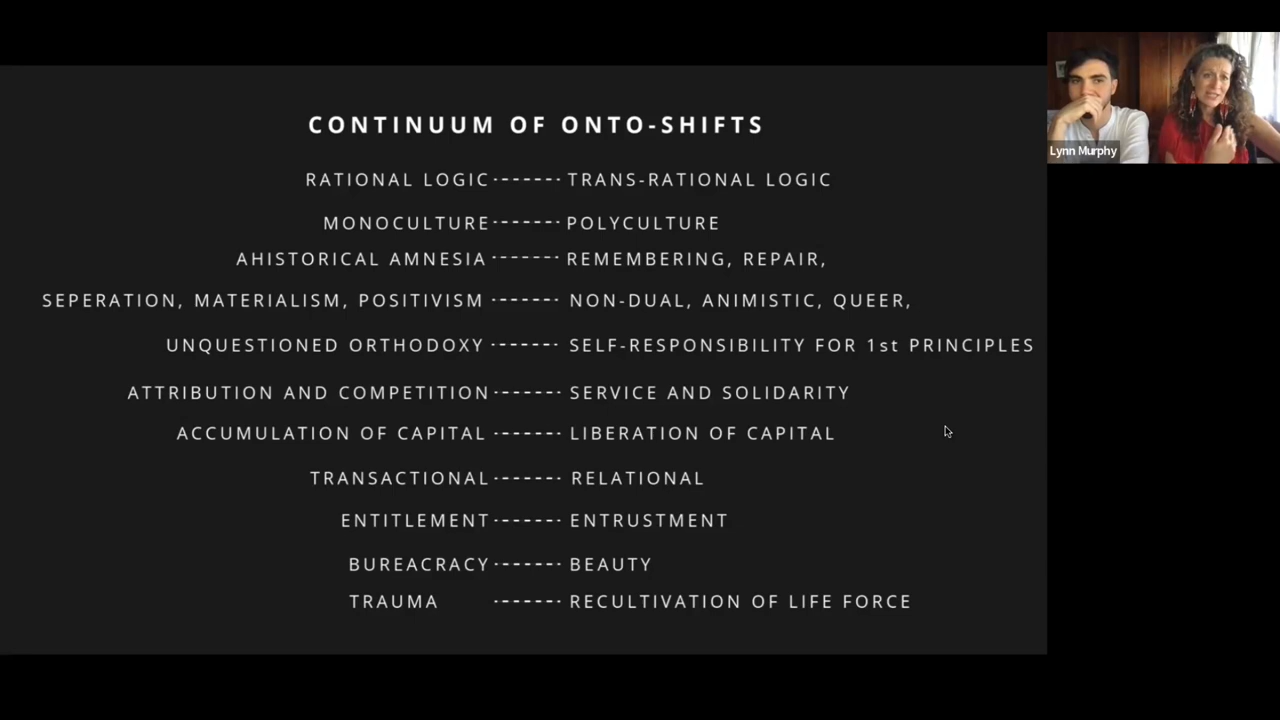 CONTINUUM OF ONTO-SHIFTS
RATIONAL LOGIC ------- TRANS-RATIONAL LOGIC
MONOCULTURE ------- POLYCULTURE
AHISTORICAL AMNESIA ------- REMEMBERING, REPAIR,
SEPERATION, MATERIALISM, POSITIVISM ------- NON-DUAL, ANIMISTIC, QUEER,
UNQUESTIONED ORTHODOXY ------- SELF-RESPONSIBILITY FOR 1st PRINCIPLES
ATTRIBUTION AND COMPETITION ------- SERVICE AND SOLIDARITY
ACCUMULATION OF CAPITAL ------- LIBERATION OF CAPITAL
TRANSACTIONAL ------- RELATIONAL
ENTITLEMENT ------- ENTRUSTMENT
BUREACRACY ------- BEAUTY
TRAUMA ------- RECULTIVATION OF LIFE FORCE
Lynn Murphy